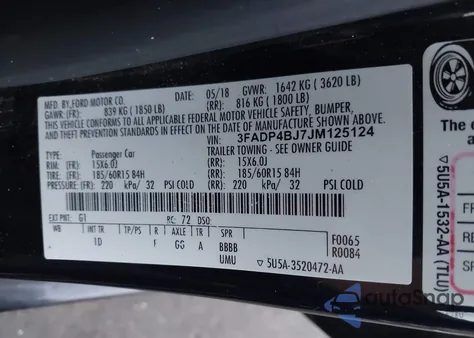 MFD. BY FORD MOTOR CO.
05/18 GVWR: 1642 KG ( 3620 LB)
GAWR: (FR): 839 KG ( 1850 LB) (RR): 816 KG ( 1800 LB)
THIS VEHICLE CONFORMS TO ALL APPLICABLE FEDERAL MOTOR VEHICLE SAFETY, BUMPER,
AND THEFT PREVENTION STANDARDS IN EFFECT ON THE DATE OF MANUFACTURE SHOWN ABOVE.
VIN: 3FADP4BJ7JM125124
TYPE: Passenger Car TRAILER TOWING - SEE OWNER GUIDE
RIM: (FR): 15X6.0J (RR): 15X6.0J
TIRE: (FR): 185/60R15 84H (RR): 185/60R15 84H
PRESSURE: (FR): 220 kPa/ 32 PSI COLD (RR): 220 kPa/ 32 PSI COLD
EXT PNT: G1 RC: 72 DSO:
WB INT TR TP/PS R AXLE TR SPR F0065
1D F GG A BBBB R0084
UMU
5U5A-3520472-AA
The
5U5A-1532-AA (TLU)
FR
RE
SP
AutoSnap